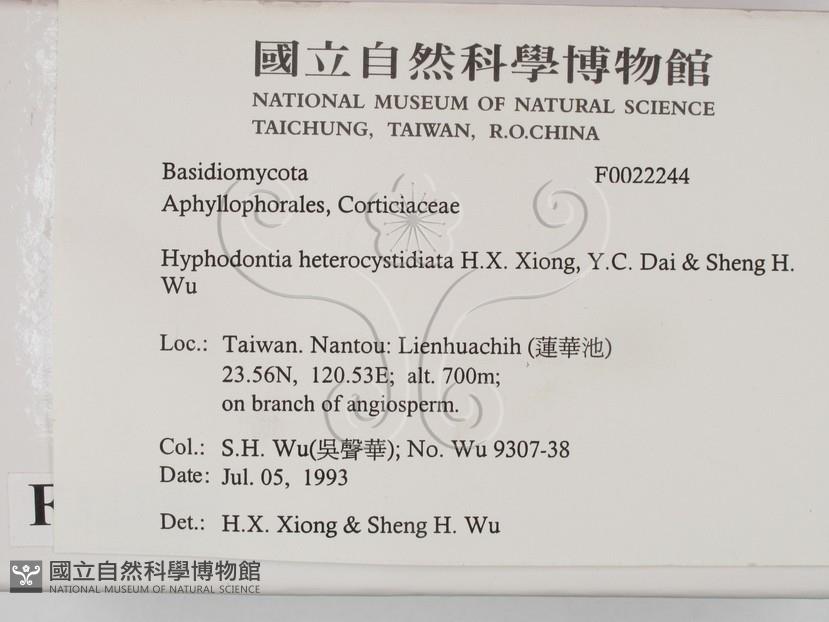 國立自然科學博物館
NATIONAL MUSEUM OF NATURAL SCIENCE
TAICHUNG, TAIWAN, R.O.CHINA
Basidiomycota F0022244
Aphyllophorales, Corticiaceae
Hyphodontia heterocystidiata H.X. Xiong, Y.C. Dai & Sheng H.
Wu
Loc.: Taiwan. Nantou: Lienhuachih (蓮華池)
23.56N, 120.53E; alt. 700m;
on branch of angiosperm.
Col.: S.H. Wu(吳聲華); No. Wu 9307-38
Date: Jul. 05, 1993
Det.: H.X. Xiong & Sheng H. Wu
F
國立自然科學博物館
NATIONAL MUSEUM OF NATURAL SCIENCE